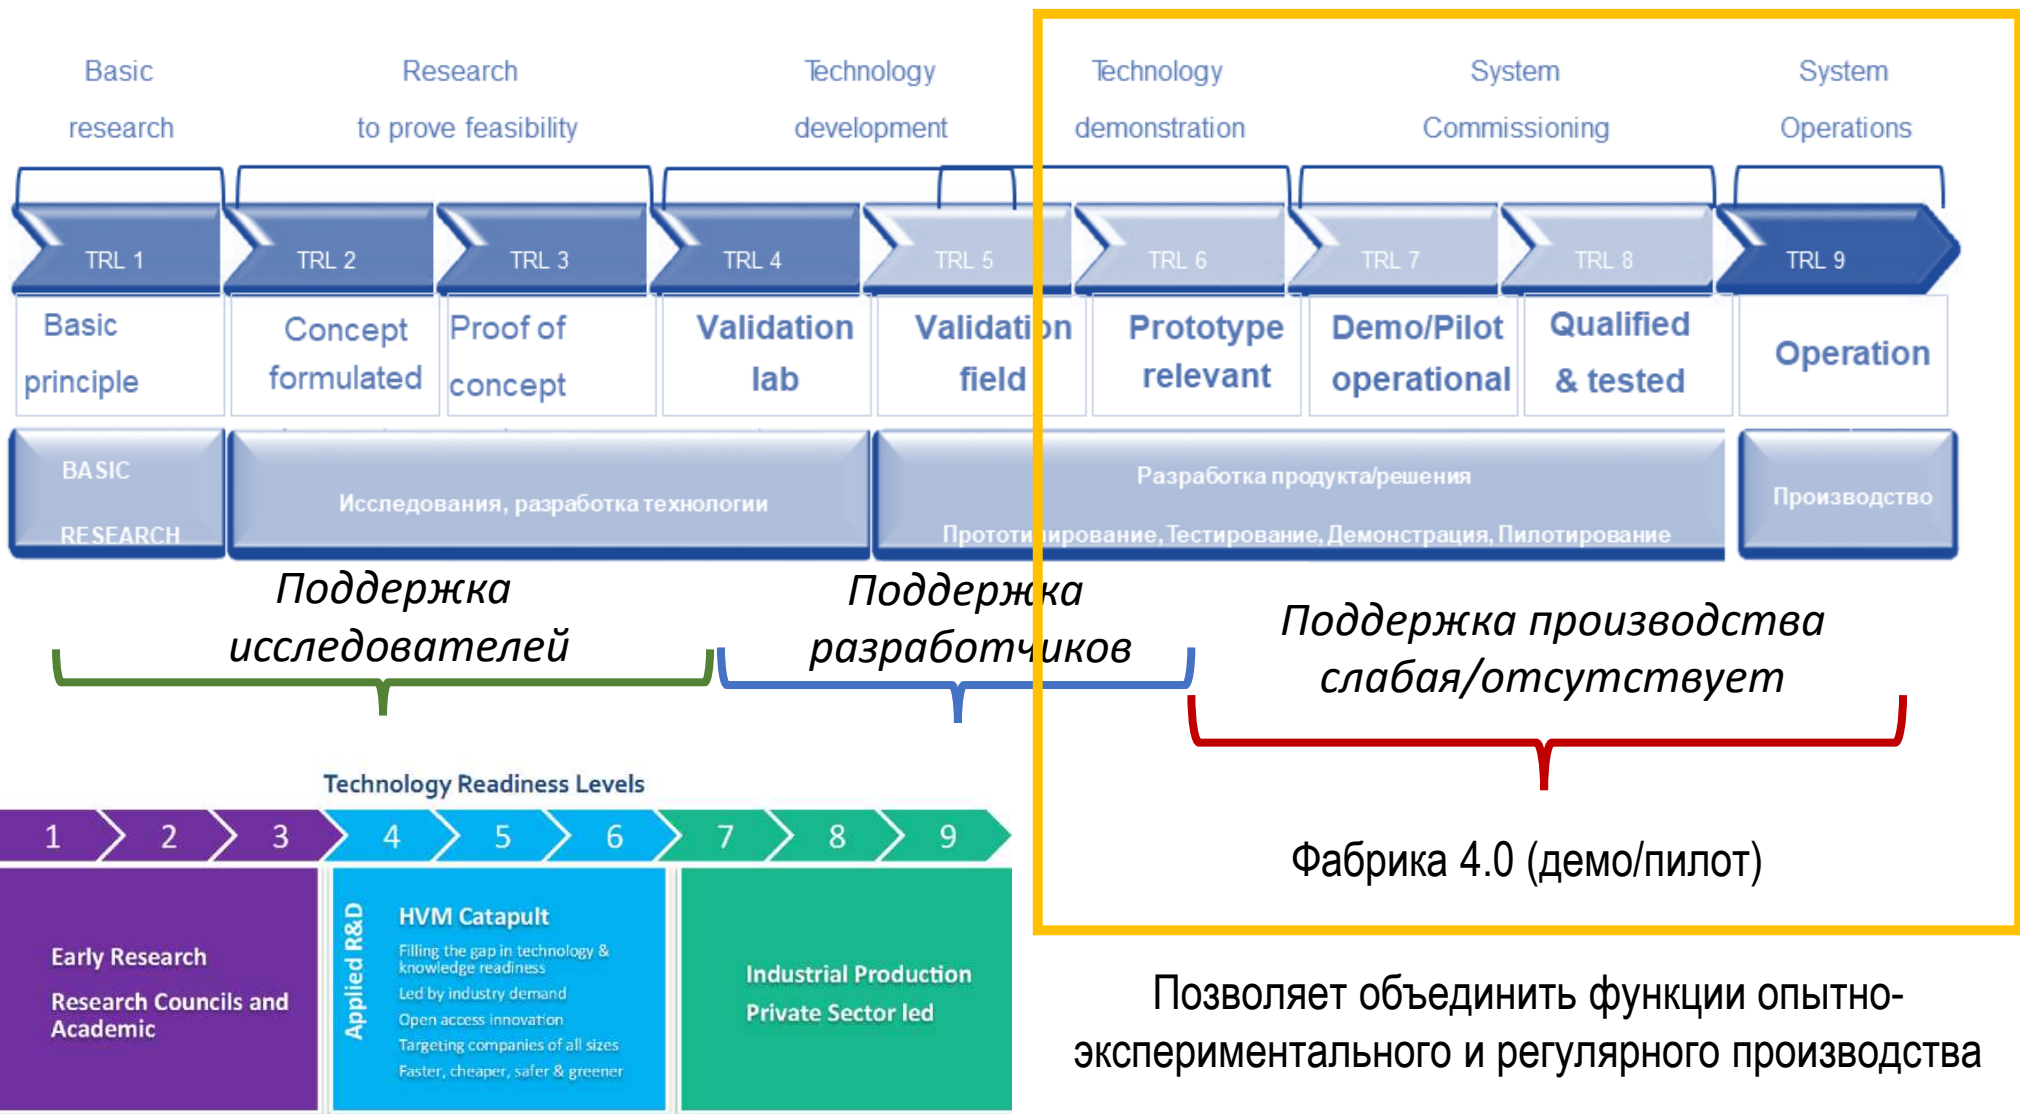 Basic
research
Research
to prove feasibility
Technology
development
Technology
demonstration
System
Commissioning
System
Operations
TRL 1
TRL 2
TRL 3
TRL 4
TRL 5
TRL 6
TRL 7
TRL 8
TRL 9
Basic
principle
Concept
formulated
Proof of
concept
Validation
lab
Validation
field
Prototype
relevant
Demo/Pilot
operational
Qualified
& tested
Operation
BASIC
RESEARCH
Исследования, разработка технологии
Разработка продукта/решения
Прототипирование, Тестирование, Демонстрация, Пилотирование
Производство
Поддержка
исследователей
Поддержка
разработчиков
Поддержка производства
слабая/отсутствует
Technology Readiness Levels
1
2
3
4
5
6
7
8
9
Early Research
Research Councils and
Academic
Applied R&D
HVM Catapult
Filling the gap in technology &
knowledge readiness
Led by industry demand
Open access innovation
Targeting companies of all sizes
Faster, cheaper, safer & greener
Industrial Production
Private Sector led
Фабрика 4.0 (демо/пилот)
Позволяет объединить функции опытно-
экспериментального и регулярного производства